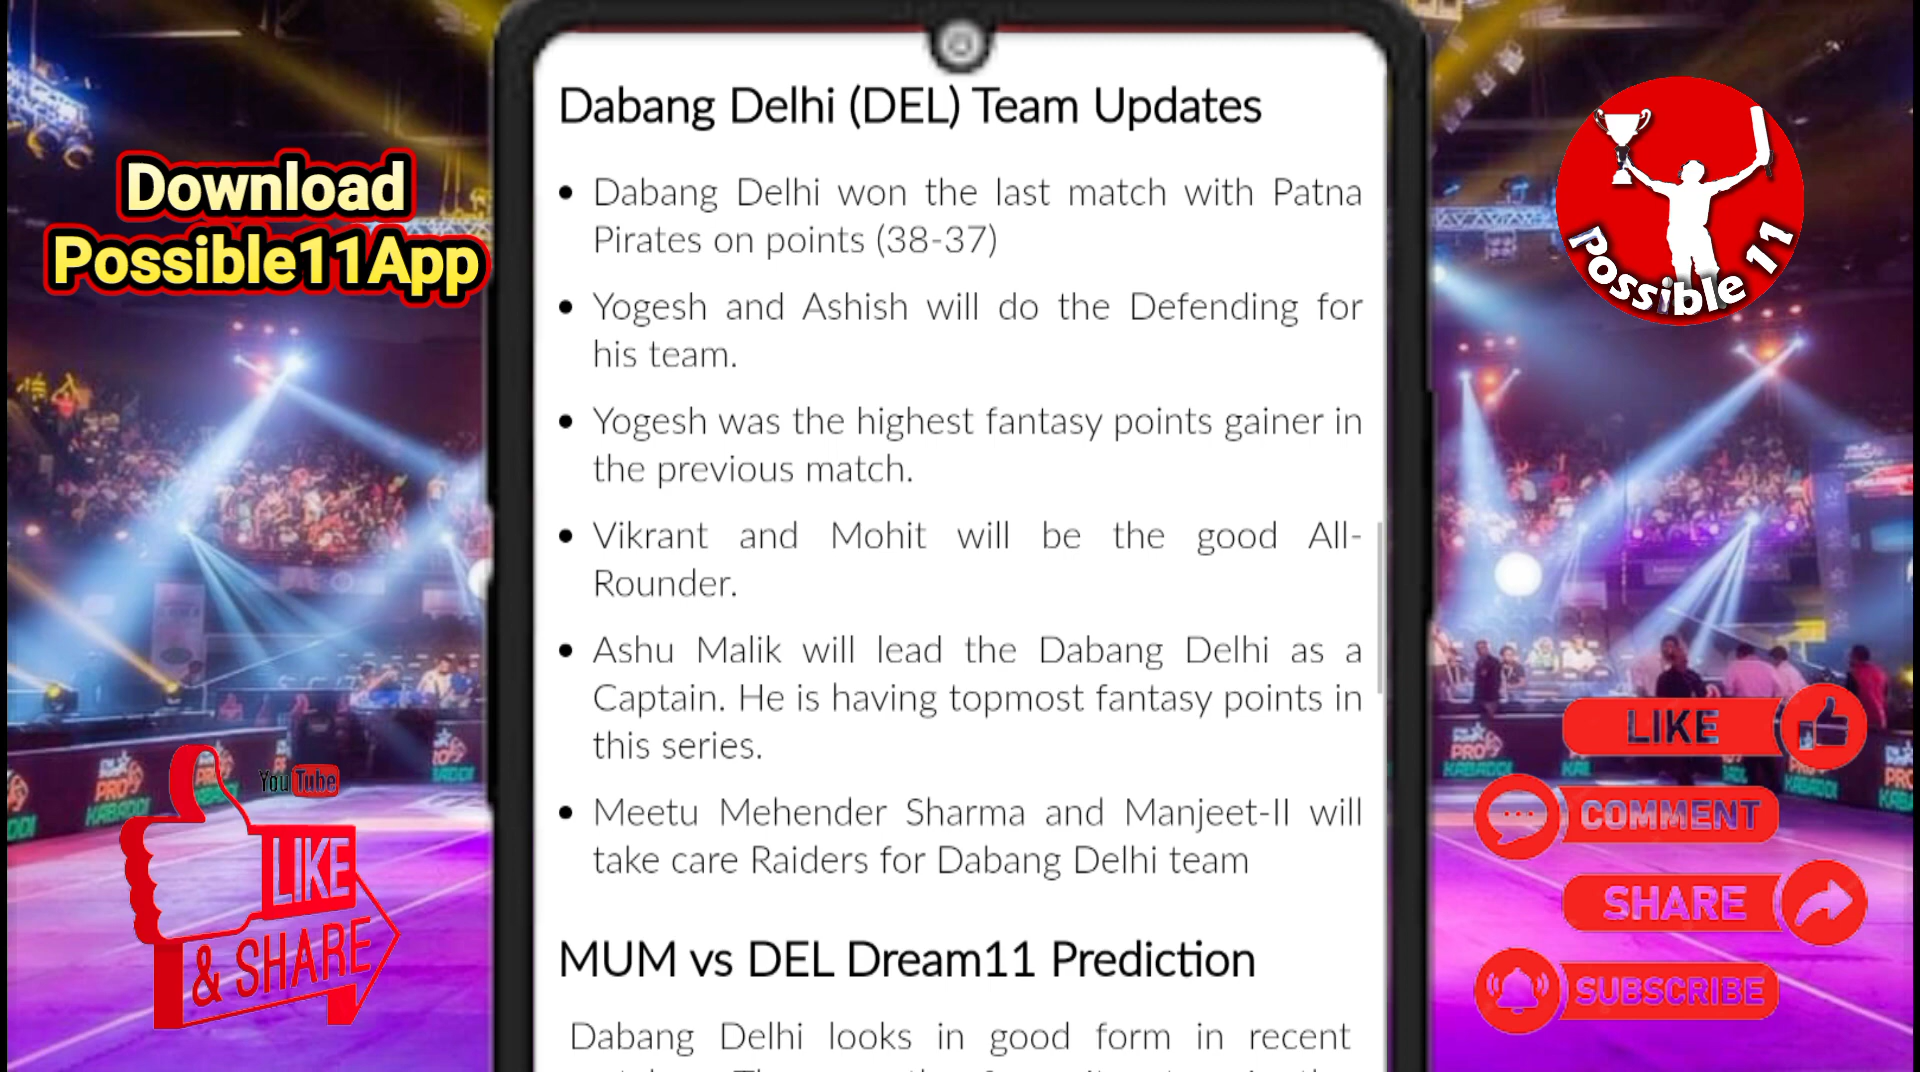 Download
Possible11App
Dabang Delhi (DEL) Team Updates
• Dabang Delhi won the last match with Patna
Pirates on points (38-37)
• Yogesh and Ashish will do the Defending for
his team.
• Yogesh was the highest fantasy points gainer in
the previous match.
• Vikrant and Mohit will be the good All-
Rounder.
• Ashu Malik will lead the Dabang Delhi as a
Captain. He is having topmost fantasy points in
this series.
• Meetu Mehender Sharma and Manjeet-II will
take care Raiders for Dabang Delhi team
MUM vs DEL Dream11 Prediction
Dabang Delhi looks in good form in recent
Possible 11
LIKE
COMMENT
SHARE
SUBSCRIBE
YouTube
LIKE
& SHARE
PRO
KABADDI
PRO